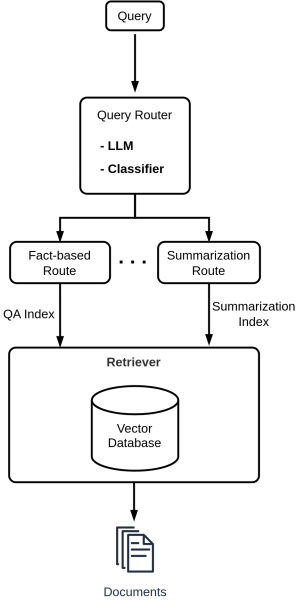 Query
Query Router
- LLM
- Classifier
Fact-based
Route
. . .
Summarization
Route
QA Index
Summarization
Index
Retriever
Vector
Database
Documents